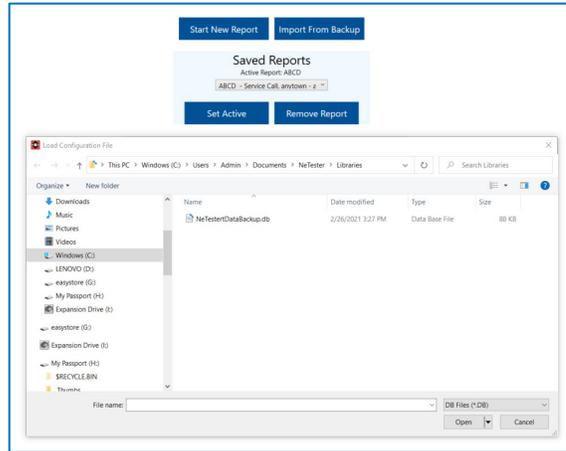 Start New Report Import From Backup
Saved Reports
Active Report: ABCD
ABCD - Service Call, anytown - a
Set Active Remove Report
Load Configuration File
This PC > Windows (C:) > Users > Admin > Documents > NeTester > Libraries Search Libraries
Organize New folder
Name Date modified Type Size
Downloads
NeTestertDataBackup.db 2/26/2021 3:27 PM Data Base File 88 KB
Music
Pictures
Videos
Windows (C:)
LENOVO (D:)
easystore (G:)
My Passport (H:)
Expansion Drive (I:)
easystore (G:)
Expansion Drive (I:)
My Passport (H:)
$RECYCLE.BIN
Thumbs
File name: DB Files (*.DB)
Open Cancel